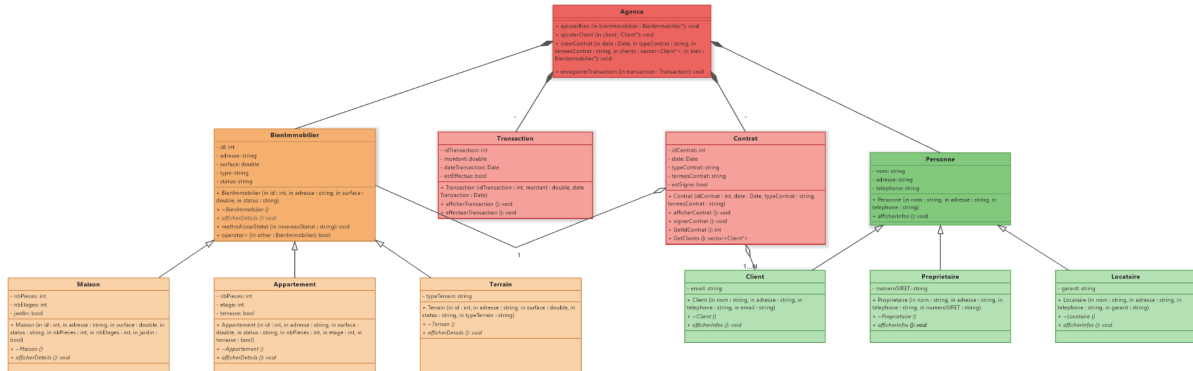 Agence
+ ajouterBien (in bienImmobilier : BienImmobilier*): void
+ ajouterClient (in client : Client*): void
+ creerContrat (in date : Date, in typeContrat : string, in
termesContrat : string, in clients : vector<Client*>, in bien :
BienImmobilier*): void
+ enregistrerTransaction (in transaction : Transaction): void
BienImmobilier
- id: int
- adresse: string
- surface: double
- type: string
- status: string
+ BienImmobilier (in id : int, in adresse : string, in surface :
double, in status : string)
+ ~BienImmobilier ()
+ afficherDetails (): void
+ mettreAJourStatut (in nouveauStatut : string): void
+ operator> (in other : BienImmobilier): bool
Transaction
- idTransaction: int
- montant: double
- dateTransaction: Date
- estEffectue: bool
+ Transaction (idTransaction : int, montant : double, date
Transaction : Date)
+ afficherTransaction (): void
+ effectuerTransaction (): void
Contrat
- idContrat: int
- date: Date
- typeContrat: string
- termesContrat: string
- estSigne: bool
+ Contrat (idContrat : int, date : Date, typeContrat : string,
termesContrat : string)
+ afficherContrat (): void
+ signerContrat (): void
+ GetIdContrat (): int
+ GetClients (): vector<Client*>
Personne
- nom: string
- adresse: string
- telephone: string
+ Personne (in nom : string, in adresse : string, in
telephone : string)
+ afficherInfos (): void
1
1...N
Maison
- nbPieces: int
- nbEtages: int
- jardin: bool
+ Maison (in id : int, in adresse : string, in surface : double, in
status : string, in nbPieces : int, in nbEtages : int, in jardin :
bool)
+ ~Maison ()
+ afficherDetails (): void
Appartement
- nbPieces: int
- etage: int
- terrasse: bool
+ Appartement (in id : int, in adresse : string, in surface :
double, in status : string, in nbPieces : int, in etage : int, in
terrasse : bool)
+ ~Appartement ()
+ afficherDetails (): void
Terrain
- typeTerrain: string
+ Terrain (in id : int, in adresse : string, in surface : double, in
status : string, in typeTerrain : string)
+ ~Terrain ()
+ afficherDetails (): void
Client
- email: string
+ Client (in nom : string, in adresse : string, in
telephone : string, in email : string)
+ ~Client ()
+ afficherInfos (): void
Proprietaire
- numeroSIRET: string
+ Proprietaire (in nom : string, in adresse : string, in
telephone : string, in numeroSIRET : string)
+ ~Proprietaire ()
+ afficherInfos (): void
Locataire
- garant: string
+ Locataire (in nom : string, in adresse : string, in
telephone : string, in garant : string)
+ ~Locataire ()
+ afficherInfos (): void